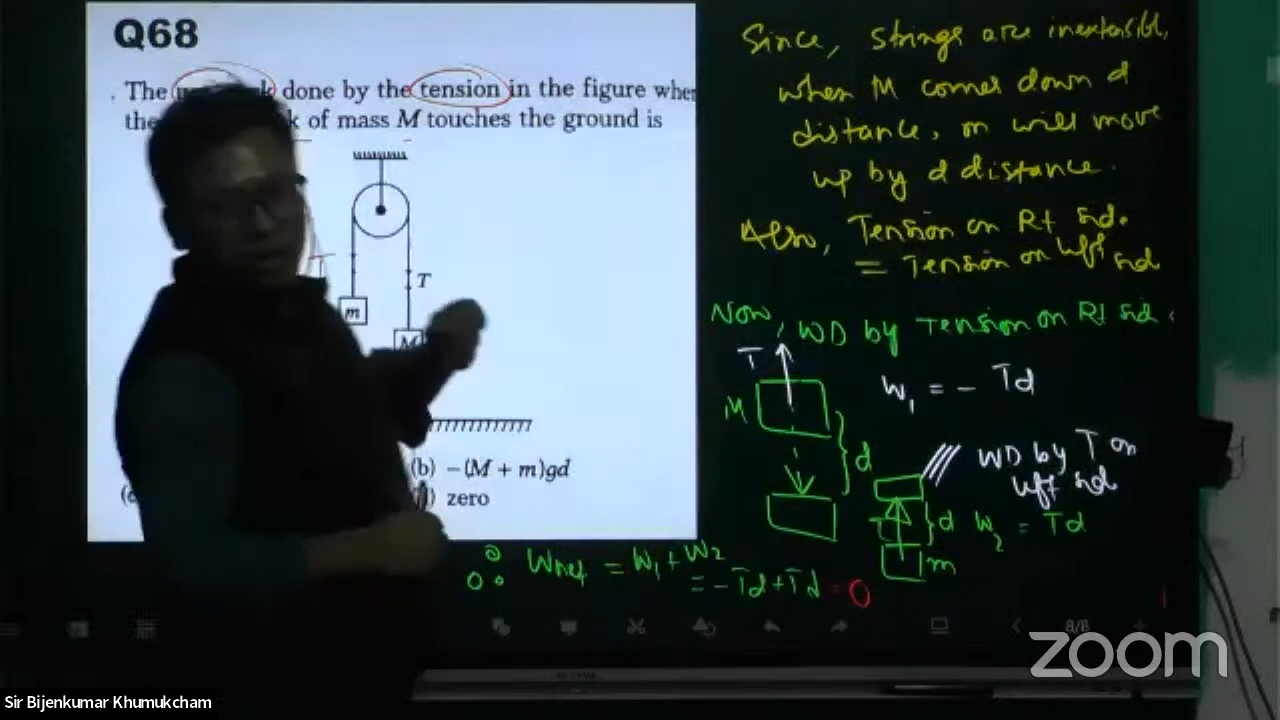 Q68
The done by the tension in the figure when
the k of mass M touches the ground is
T
m
M
(b) −(M + m)gd
zero
Since, strings are inextensible,
when M comes down d
distance, m will move
up by d distance.
Also, Tension on Rt side
= Tension on left side
Now, WD by Tension on Rt side
T
W₁ = − Td
M
d
WD by T on
left side
T
d W₂ = Td
m
∴ Wnet = W₁ + W₂
= −Td + Td = 0
8/8
zoom
Sir Bijenkumar Khumukcham